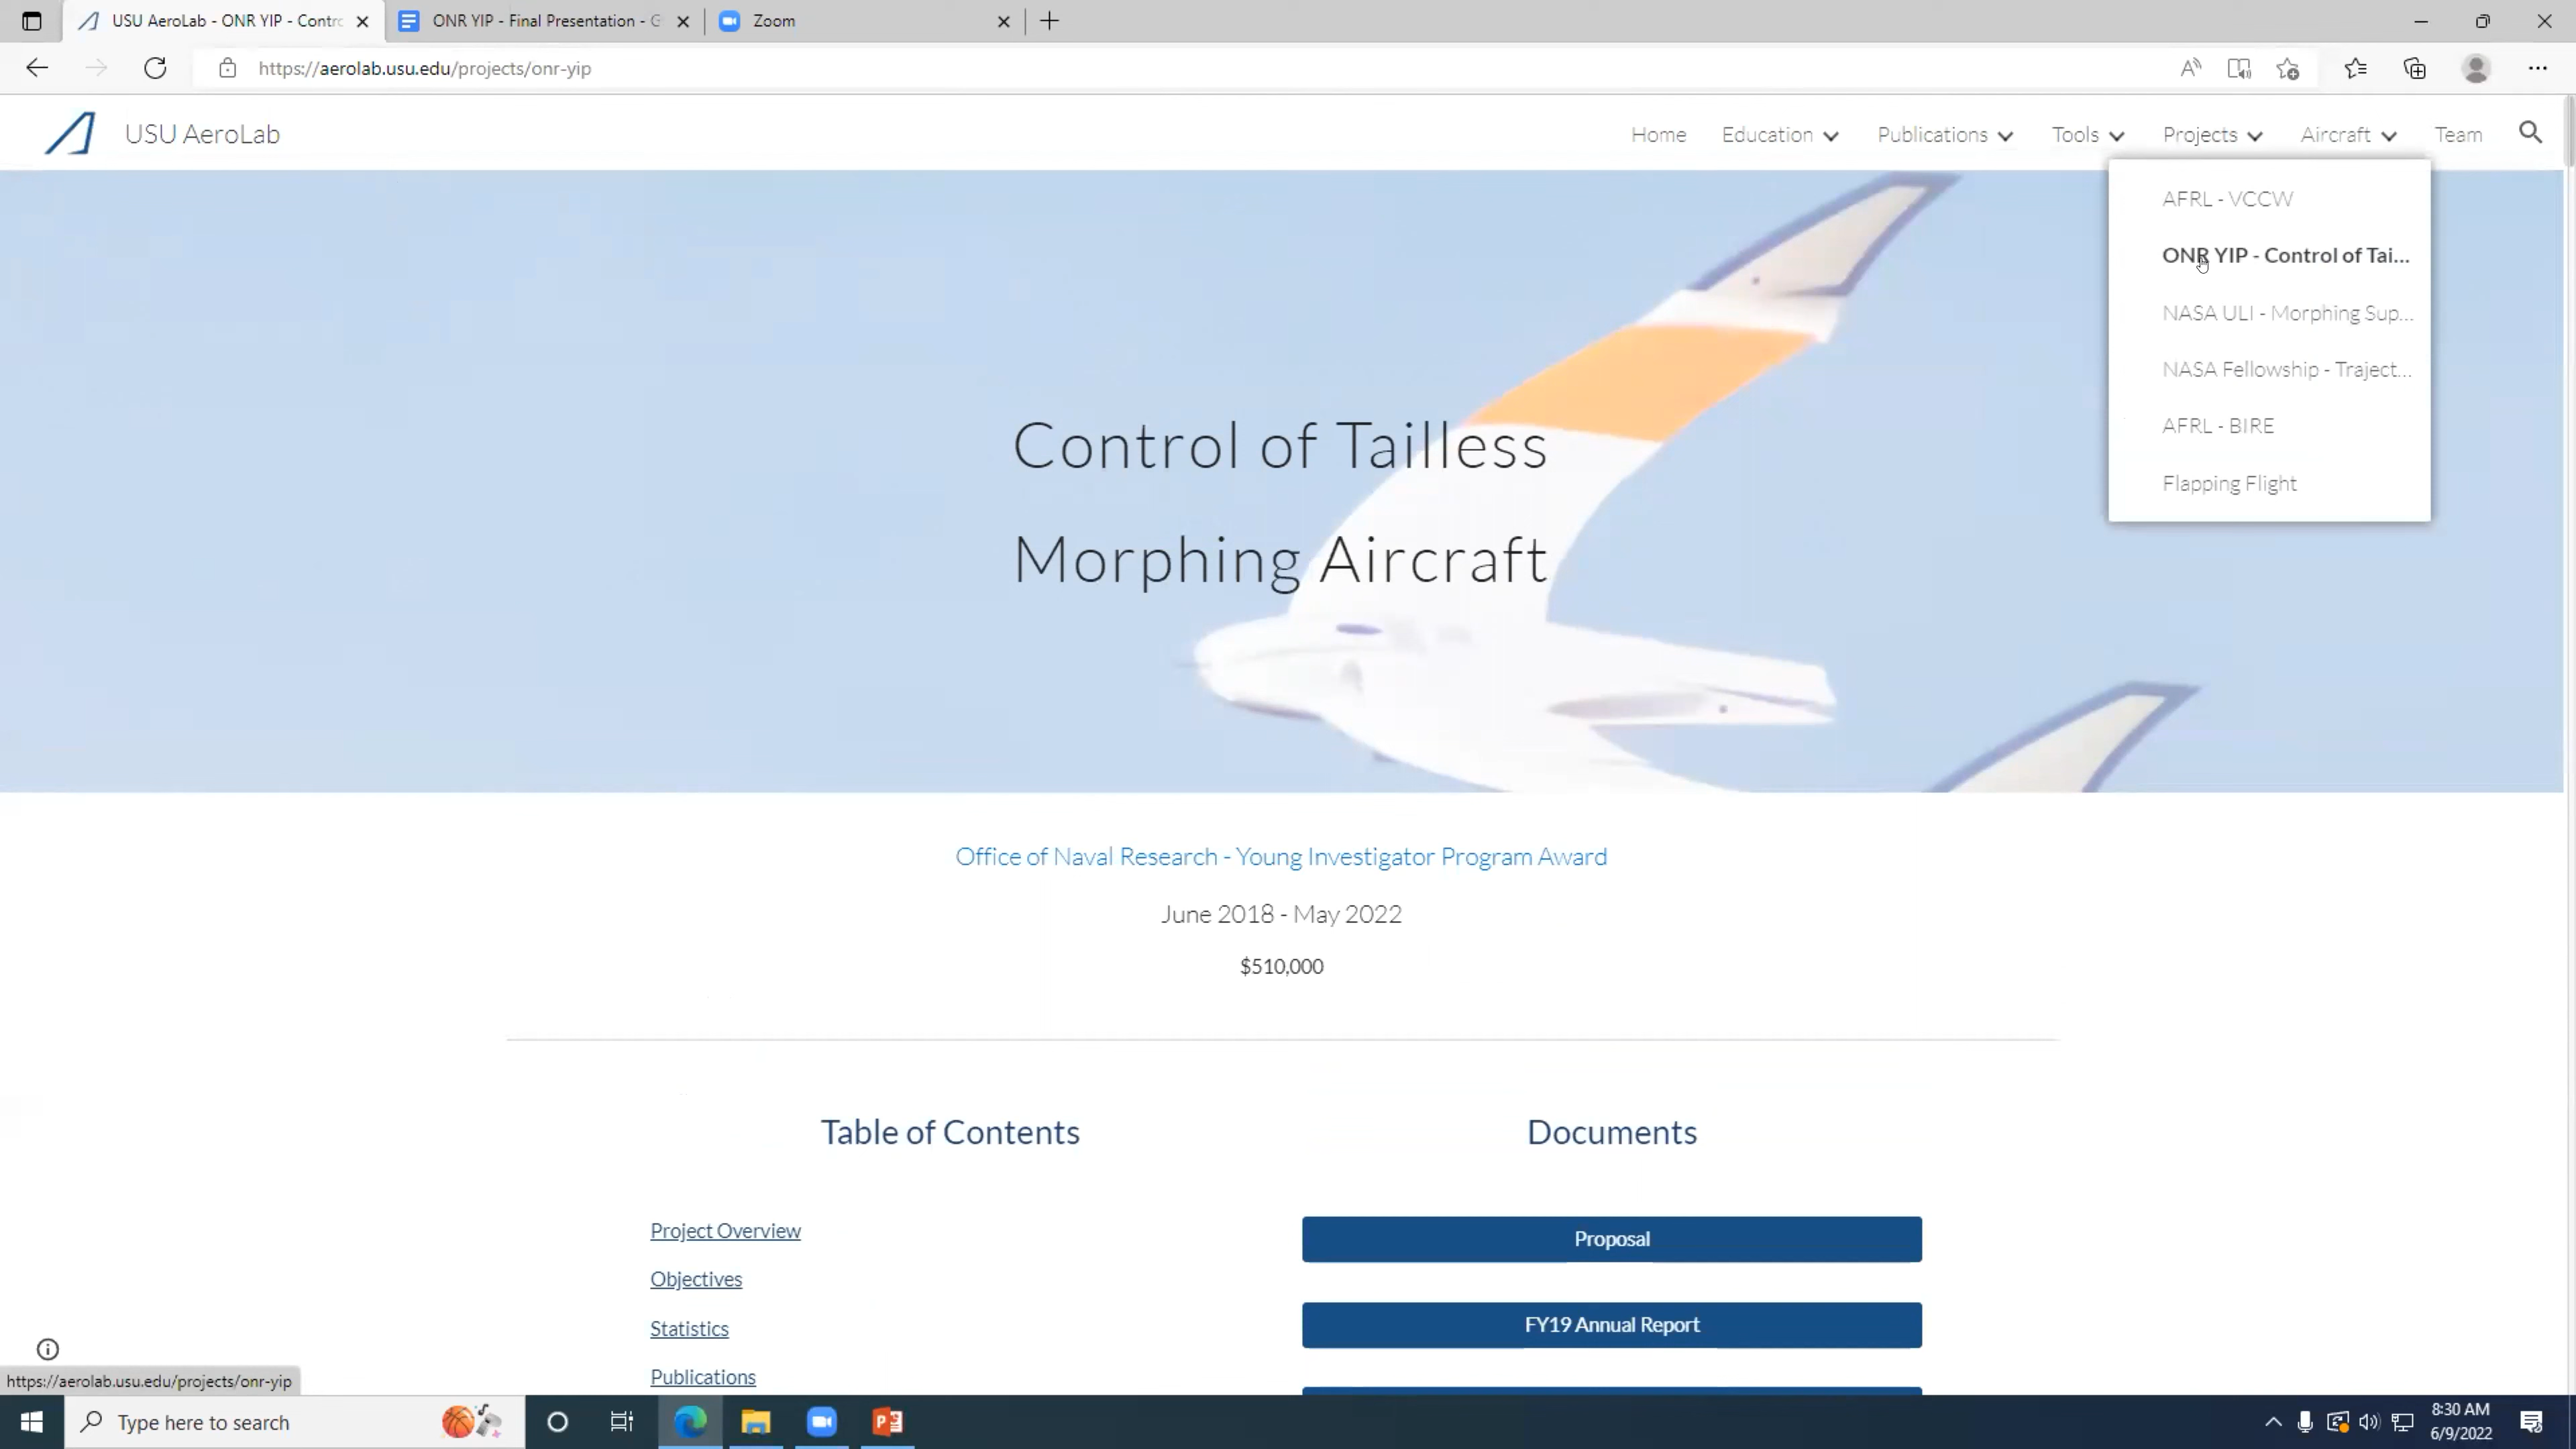 USU AeroLab - ONR YIP - Contro
ONR YIP - Final Presentation - G
Zoom
https://aerolab.usu.edu/projects/onr-yip
USU AeroLab
Home
Education
Publications
Tools
Projects
Aircraft
Team
AFRL - VCCW
ONR YIP - Control of Tai...
NASA ULI - Morphing Sup...
NASA Fellowship - Traject...
AFRL - BIRE
Flapping Flight
Control of Tailless
Morphing Aircraft
Office of Naval Research - Young Investigator Program Award
June 2018 - May 2022
$510,000
Table of Contents
Documents
Project Overview
Objectives
Statistics
Publications
Proposal
FY19 Annual Report
https://aerolab.usu.edu/projects/onr-yip
Type here to search
8:30 AM
6/9/2022